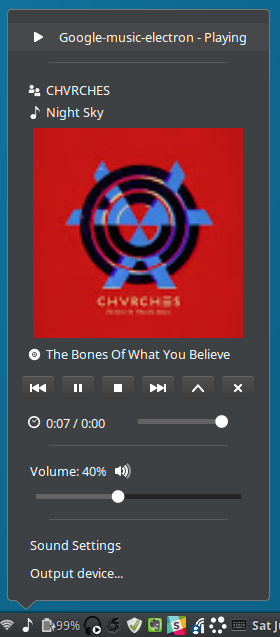 Google-music-electron - Playing
CHVRCHES
Night Sky
CHVRCHES
The Bones Of What You Believe
0:07 / 0:00
Volume: 40%
Sound Settings
Output device...
99% Sat J